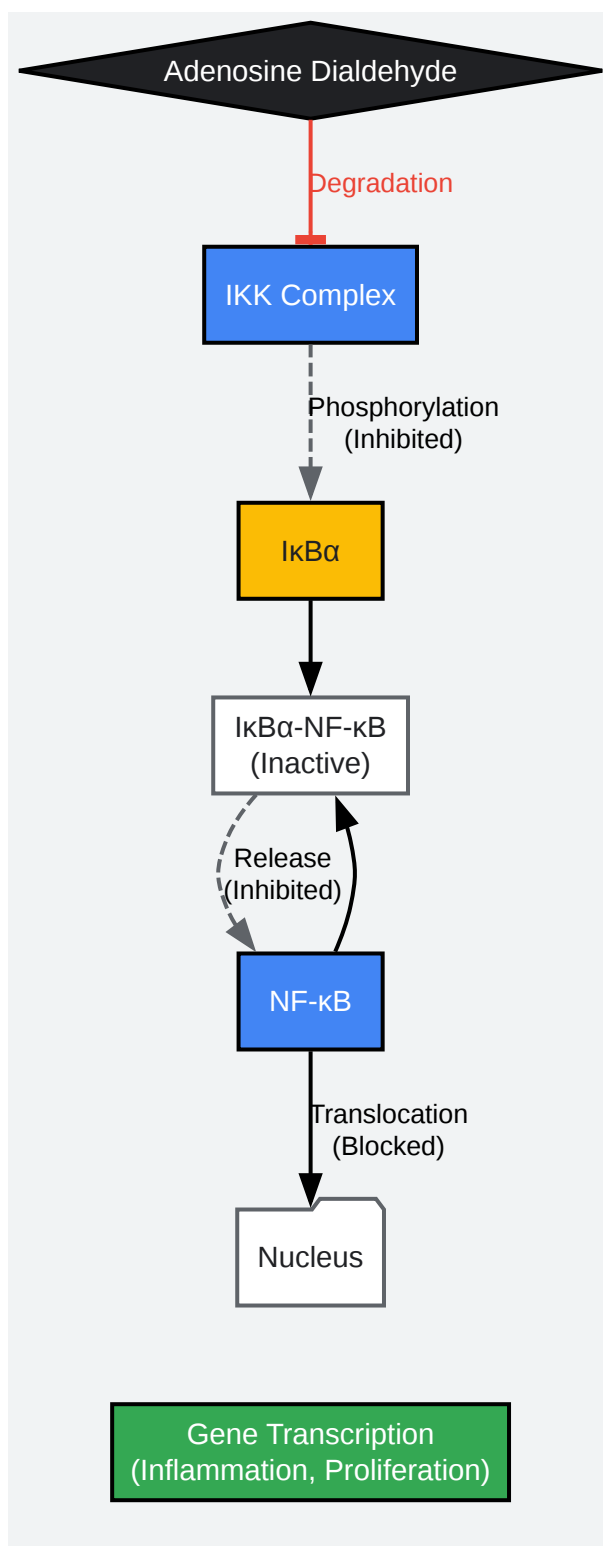 Adenosine Dialdehyde
Degradation
IKK Complex
Phosphorylation
(Inhibited)
IκBα
IκBα-NF-κB
(Inactive)
Release
(Inhibited)
NF-κB
Translocation
(Blocked)
Nucleus
Gene Transcription
(Inflammation, Proliferation)